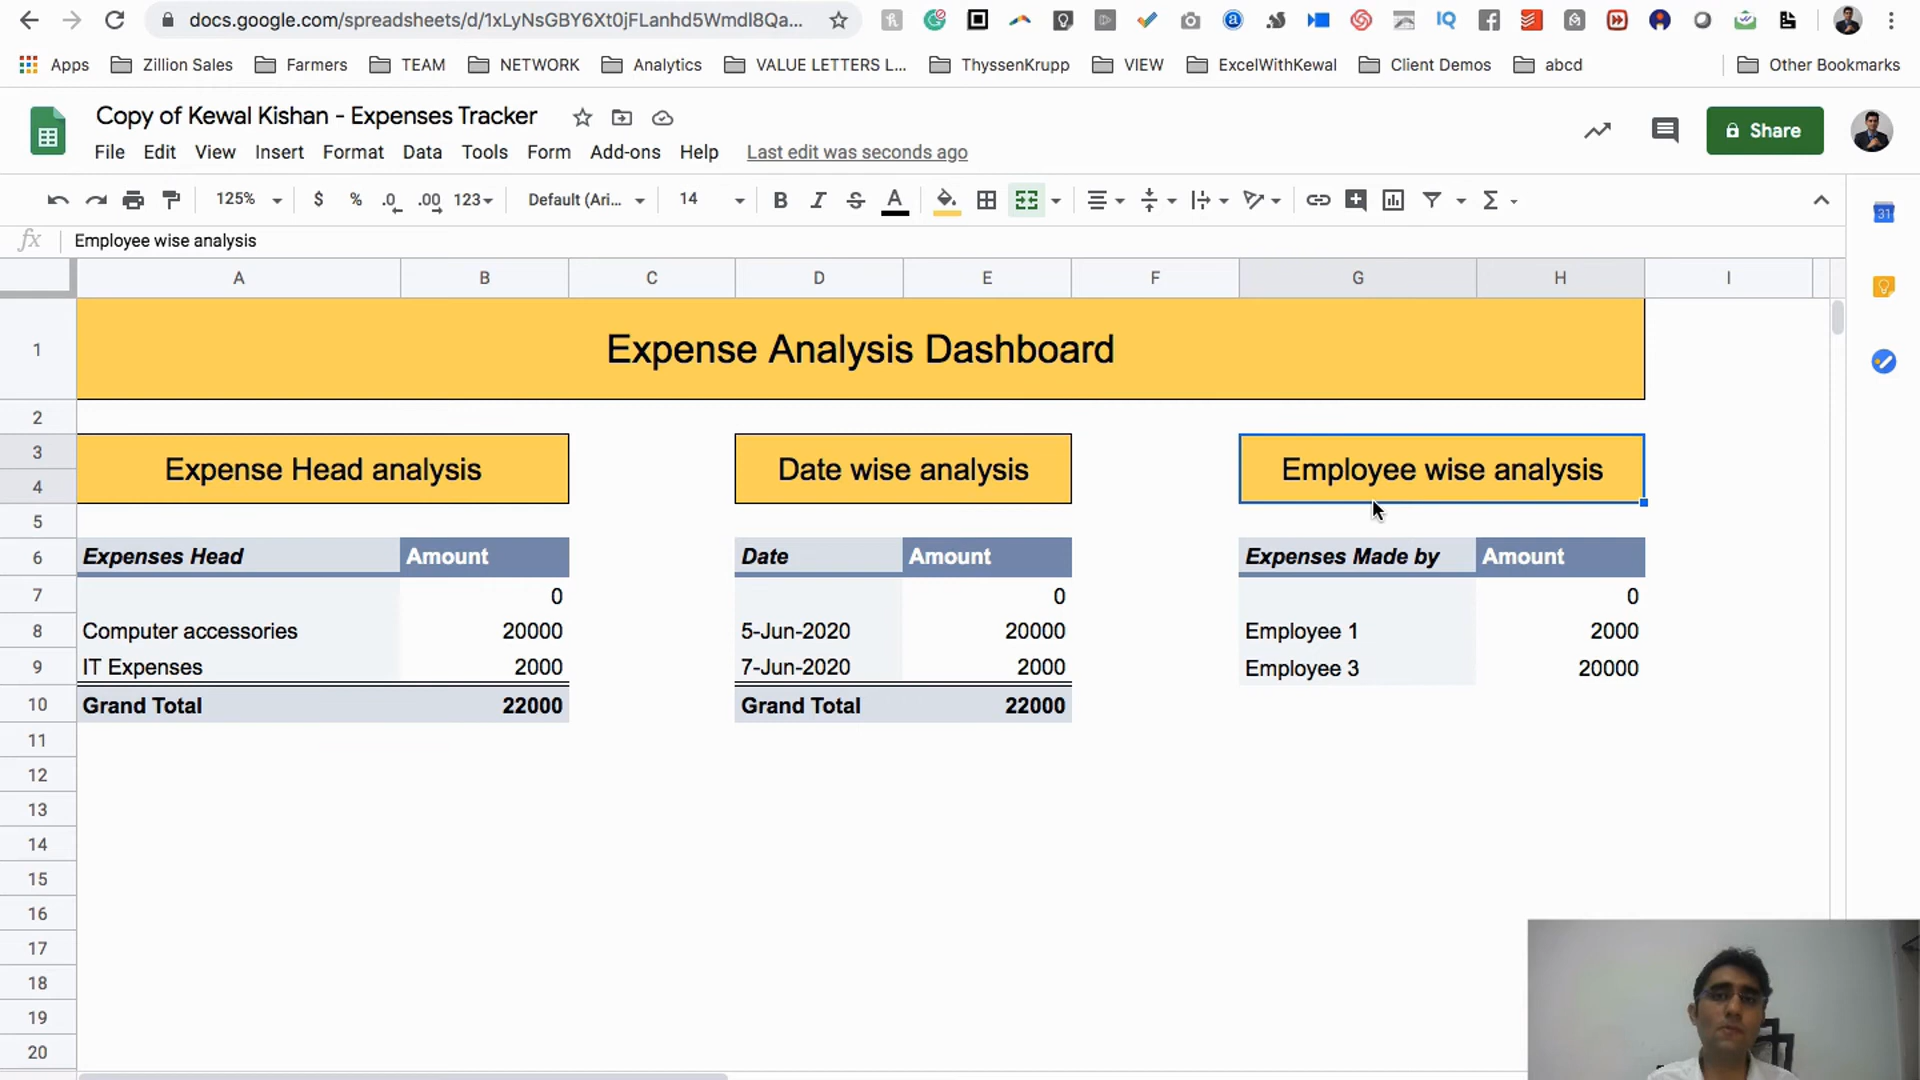 docs.google.com/spreadsheets/d/1xLyNsGBY6Xt0jFLanhd5Wmdl8Qa...
Apps Zillion Sales Farmers TEAM NETWORK Analytics VALUE LETTERS L... ThyssenKrupp VIEW ExcelWithKewal Client Demos abcd Other Bookmarks
Copy of Kewal Kishan - Expenses Tracker
File Edit View Insert Format Data Tools Form Add-ons Help Last edit was seconds ago
Share
125% $ % .0 .00 123 Default (Ari... 14 B I S A Σ
31
fx Employee wise analysis
A B C D E F G H I
1 Expense Analysis Dashboard
2
3
4
Expense Head analysis Date wise analysis Employee wise analysis
5
6 Expenses Head Amount Date Amount Expenses Made by Amount
7 0 0 0
8 Computer accessories 20000 5-Jun-2020 20000 Employee 1 2000
9 IT Expenses 2000 7-Jun-2020 2000 Employee 3 20000
10 Grand Total 22000 Grand Total 22000
11
12
13
14
15
16
17
18
19
20